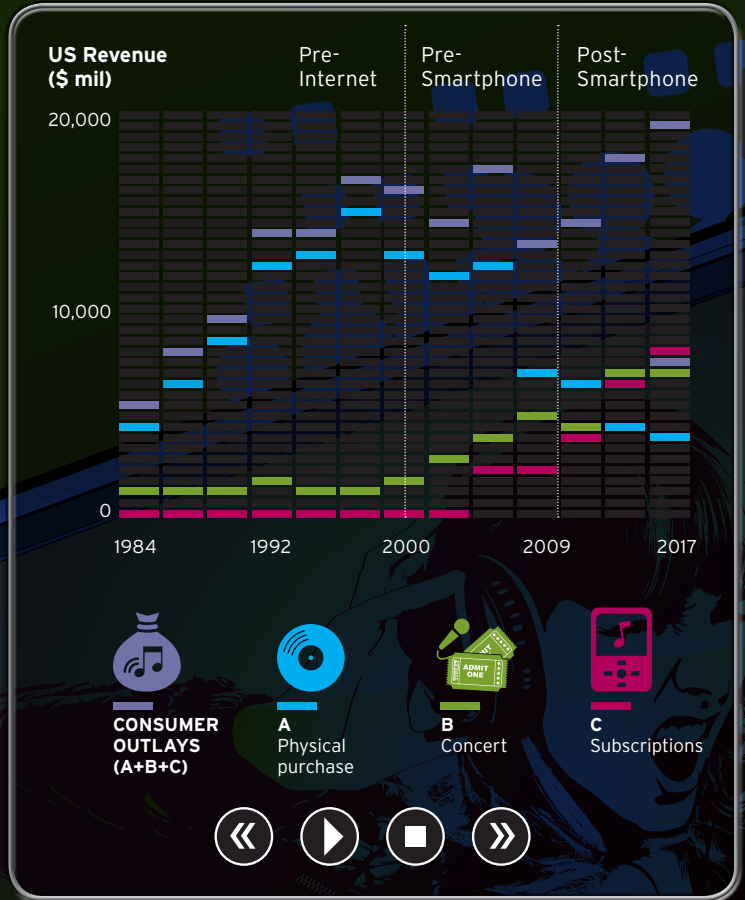 US Revenue
($ mil)
Pre-
Internet
Pre-
Smartphone
Post-
Smartphone
20,000
10,000
0
1984 1992 2000 2009 2017
ADMIT
ONE
CONSUMER
OUTLAYS
(A+B+C)
A
Physical
purchase
B
Concert
C
Subscriptions